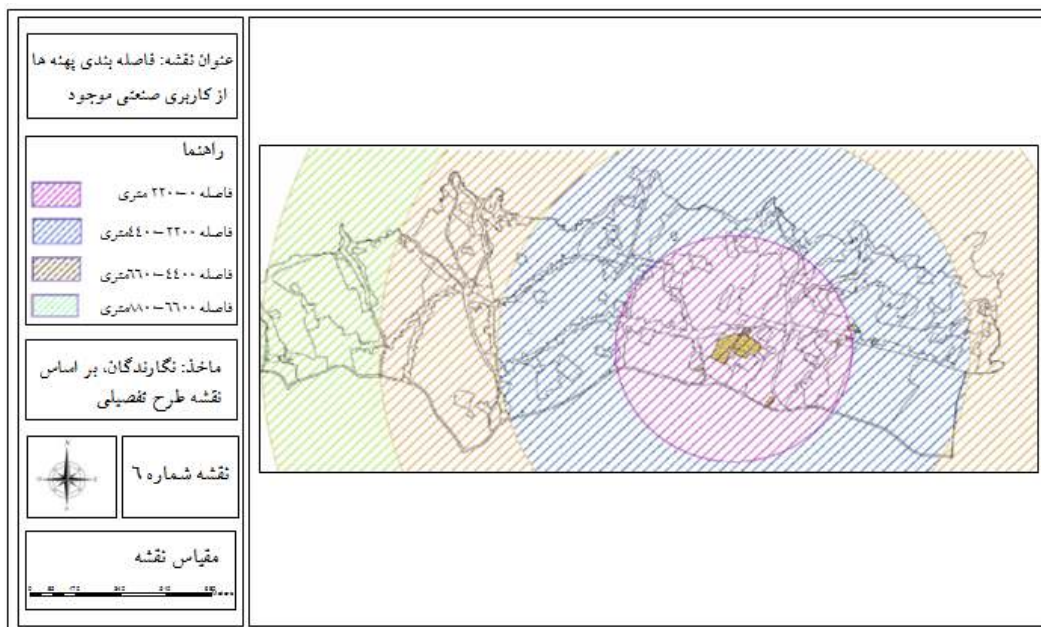 عنوان نقشه: فاصله بندی پهنه ها
از کاربری صنعتی موجود
راهنما
فاصله ۰-۲۲۰۰ متری
فاصله ۲۲۰۰-۴۴۰۰متری
فاصله ۴۴۰۰-۶۶۰۰متری
فاصله ۶۶۰۰-۸۸۰۰متری
ماخذ: نگارندگان، بر اساس
نقشه طرح تفصیلی
نقشه شماره ۶
مقیاس نقشه